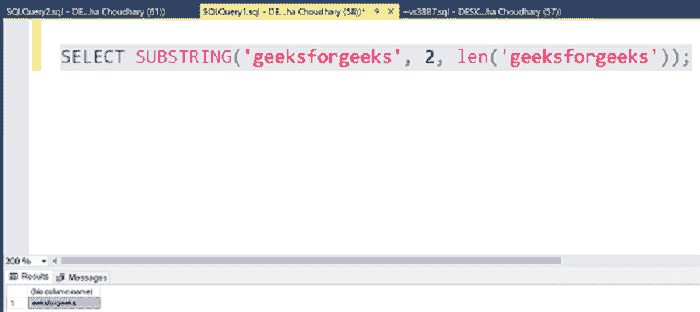 SQLQuery2.sql - DE...ha Choudhary (61))
SQLQuery1.sql - DE...ha Choudhary (58))*
~vs3887.sql - DESK...ha Choudhary (57))
SELECT SUBSTRING('geeksforgeeks', 2, len('geeksforgeeks'));
200 %
Results
Messages
(No column name)
1
eeksforgeeks